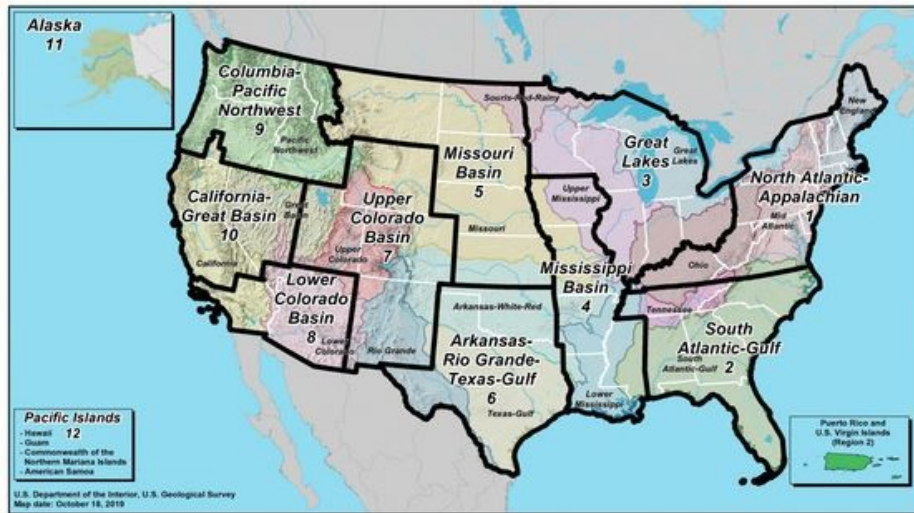 Alaska
11
Columbia-
Pacific
Northwest
9
Pacific
Northwest
Souris-Red-Rainy
New
England
Great
Lakes
3
Great
Lakes
Missouri
Basin
5
North Atlantic-
Appalachian
1
Mid
Atlantic
California-
Great Basin
10
Great
Basin
California
Upper
Colorado
Basin
7
Upper
Colorado
Upper
Mississippi
Missouri
Ohio
Mississippi
Basin
4
Lower
Colorado
Basin
8
Lower
Colorado
Rio Grande
Arkansas-White-Red
Arkansas-
Rio Grande-
Texas-Gulf
6
Texas-Gulf
Tennessee
South
Atlantic-Gulf
2
South
Atlantic-Gulf
Lower
Mississippi
Pacific Islands
12
- Hawaii
- Guam
- Commonwealth of the
Northern Mariana Islands
- American Samoa
Puerto Rico and
U.S. Virgin Islands
(Region 2)
U.S. Department of the Interior, U.S. Geological Survey
Map date: October 18, 2019